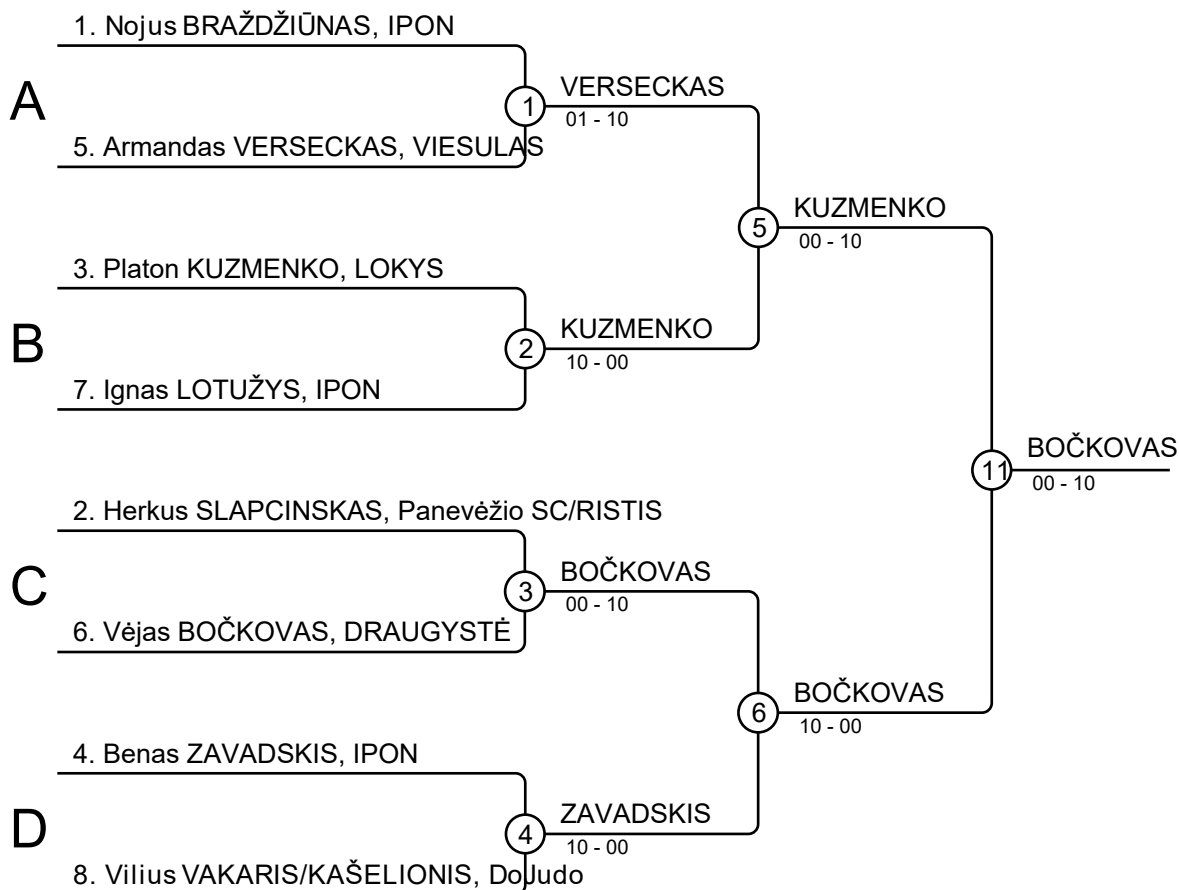 1. Nojus BRAŽDŽIŪNAS, IPON
A
1
VERSECKAS
01 - 10
5. Armandas VERSECKAS, VIESULAS
5
KUZMENKO
00 - 10
3. Platon KUZMENKO, LOKYS
B
2
KUZMENKO
10 - 00
7. Ignas LOTUŽYS, IPON
11
BOČKOVAS
00 - 10
2. Herkus SLAPCINSKAS, Panevėžio SC/RISTIS
C
3
BOČKOVAS
00 - 10
6. Vėjas BOČKOVAS, DRAUGYSTĖ
6
BOČKOVAS
10 - 00
4. Benas ZAVADSKIS, IPON
D
4
ZAVADSKIS
10 - 00
8. Vilius VAKARIS/KAŠELIONIS, DoJudo